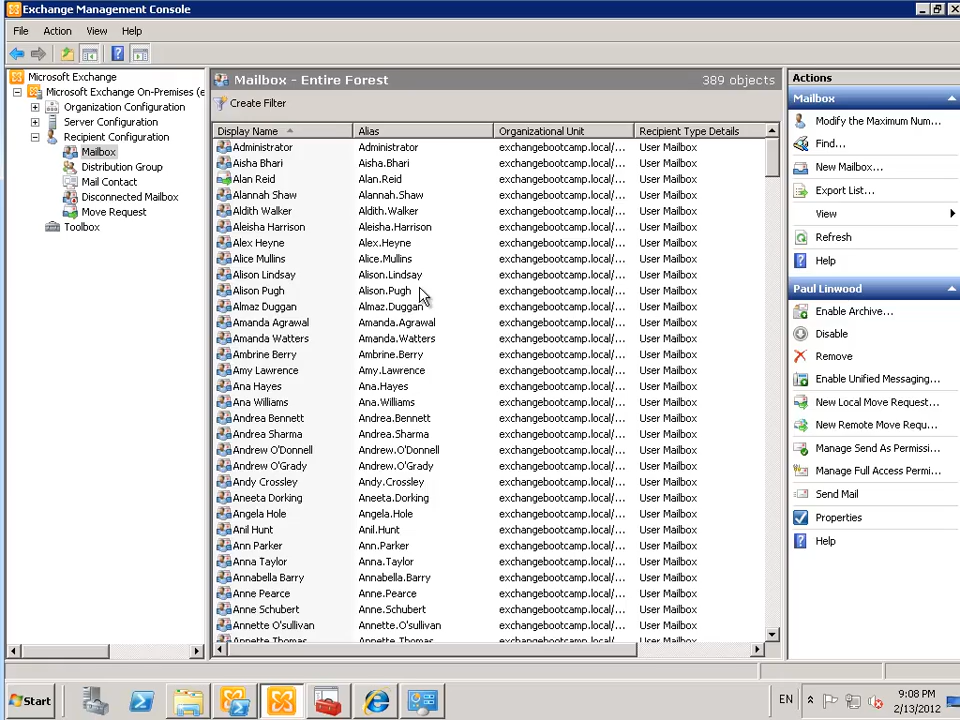 Exchange Management Console
File Action View Help
Microsoft Exchange
Microsoft Exchange On-Premises (e
Organization Configuration
Server Configuration
Recipient Configuration
Mailbox
Distribution Group
Mail Contact
Disconnected Mailbox
Move Request
Toolbox
Mailbox - Entire Forest 389 objects
Create Filter
Display Name Alias Organizational Unit Recipient Type Details
Administrator Administrator exchangebootcamp.local/... User Mailbox
Aisha Bhari Aisha.Bhari exchangebootcamp.local/... User Mailbox
Alan Reid Alan.Reid exchangebootcamp.local/... User Mailbox
Alannah Shaw Alannah.Shaw exchangebootcamp.local/... User Mailbox
Aldith Walker Aldith.Walker exchangebootcamp.local/... User Mailbox
Aleisha Harrison Aleisha.Harrison exchangebootcamp.local/... User Mailbox
Alex Heyne Alex.Heyne exchangebootcamp.local/... User Mailbox
Alice Mullins Alice.Mullins exchangebootcamp.local/... User Mailbox
Alison Lindsay Alison.Lindsay exchangebootcamp.local/... User Mailbox
Alison Pugh Alison.Pugh exchangebootcamp.local/... User Mailbox
Almaz Duggan Almaz.Duggan exchangebootcamp.local/... User Mailbox
Amanda Agrawal Amanda.Agrawal exchangebootcamp.local/... User Mailbox
Amanda Watters Amanda.Watters exchangebootcamp.local/... User Mailbox
Ambrine Berry Ambrine.Berry exchangebootcamp.local/... User Mailbox
Amy Lawrence Amy.Lawrence exchangebootcamp.local/... User Mailbox
Ana Hayes Ana.Hayes exchangebootcamp.local/... User Mailbox
Ana Williams Ana.Williams exchangebootcamp.local/... User Mailbox
Andrea Bennett Andrea.Bennett exchangebootcamp.local/... User Mailbox
Andrea Sharma Andrea.Sharma exchangebootcamp.local/... User Mailbox
Andrew O'Donnell Andrew.O'Donnell exchangebootcamp.local/... User Mailbox
Andrew O'Grady Andrew.O'Grady exchangebootcamp.local/... User Mailbox
Andy Crossley Andy.Crossley exchangebootcamp.local/... User Mailbox
Aneeta Dorking Aneeta.Dorking exchangebootcamp.local/... User Mailbox
Angela Hole Angela.Hole exchangebootcamp.local/... User Mailbox
Anil Hunt Anil.Hunt exchangebootcamp.local/... User Mailbox
Ann Parker Ann.Parker exchangebootcamp.local/... User Mailbox
Anna Taylor Anna.Taylor exchangebootcamp.local/... User Mailbox
Annabella Barry Annabella.Barry exchangebootcamp.local/... User Mailbox
Anne Pearce Anne.Pearce exchangebootcamp.local/... User Mailbox
Anne Schubert Anne.Schubert exchangebootcamp.local/... User Mailbox
Annette O'sullivan Annette.O'sullivan exchangebootcamp.local/... User Mailbox
Annette Thomas Annette.Thomas exchangebootcamp.local/... User Mailbox
Actions
Mailbox
Modify the Maximum Num...
Find...
New Mailbox...
Export List...
View
Refresh
Help
Paul Linwood
Enable Archive...
Disable
Remove
Enable Unified Messaging...
New Local Move Request...
New Remote Move Requ...
Manage Send As Permissi...
Manage Full Access Permi...
Send Mail
Properties
Help
Start
EN
9:08 PM
2/13/2012